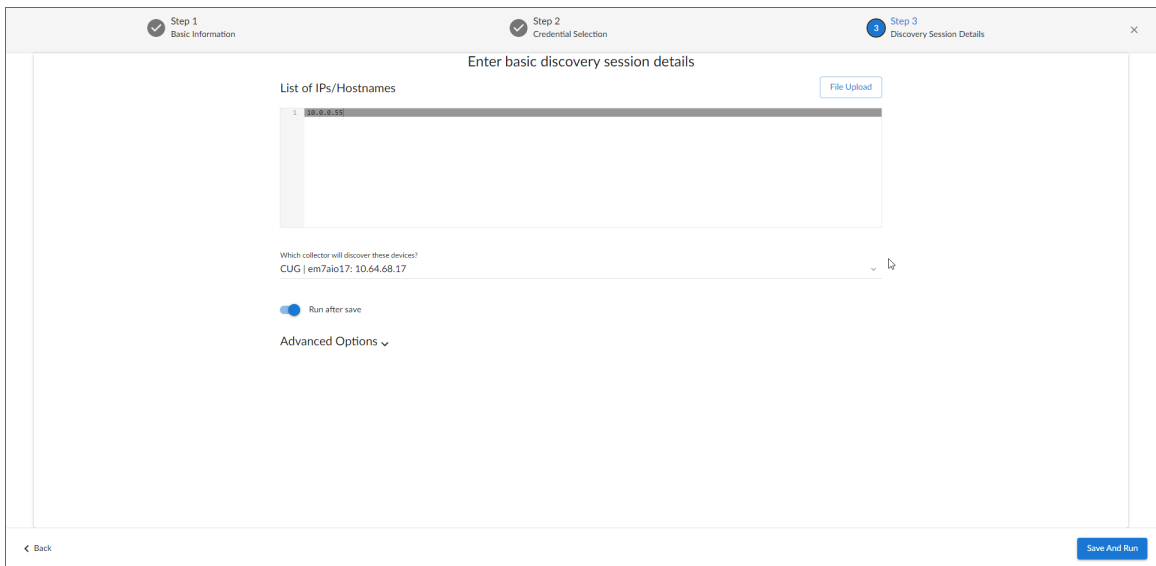 Step 1
Basic Information
Step 2
Credential Selection
3
Step 3
Discovery Session Details
Enter basic discovery session details
List of IPs/Hostnames
File Upload
1 10.0.0.55
Which collector will discover these devices?
CUG | em7aio17: 10.64.68.17
Run after save
Advanced Options
Back
Save And Run